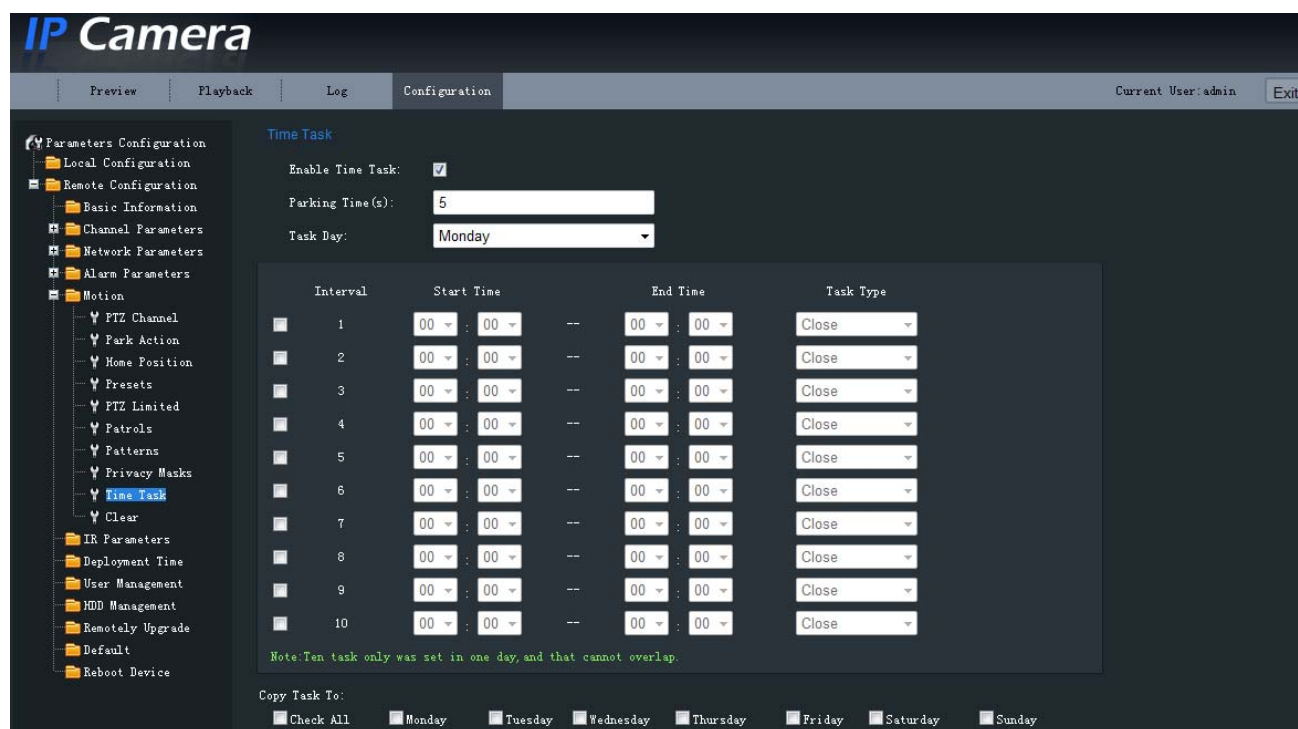 IP Camera
Preview Playback Log Configuration Current User:admin Exit
Parameters Configuration
Local Configuration
Remote Configuration
Basic Information
Channel Parameters
Network Parameters
Alarm Parameters
Motion
PTZ Channel
Park Action
Home Position
Presets
PTZ Limited
Patrols
Patterns
Privacy Masks
Time Task
Clear
IR Parameters
Deployment Time
User Management
HDD Management
Remotely Upgrade
Default
Reboot Device
Time Task
Enable Time Task:
Parking Time(s): 5
Task Day: Monday
Interval Start Time End Time Task Type
1 00 : 00 -- 00 : 00 Close
2 00 : 00 -- 00 : 00 Close
3 00 : 00 -- 00 : 00 Close
4 00 : 00 -- 00 : 00 Close
5 00 : 00 -- 00 : 00 Close
6 00 : 00 -- 00 : 00 Close
7 00 : 00 -- 00 : 00 Close
8 00 : 00 -- 00 : 00 Close
9 00 : 00 -- 00 : 00 Close
10 00 : 00 -- 00 : 00 Close
Note:Ten task only was set in one day,and that cannot overlap.
Copy Task To:
Check All Monday Tuesday Wednesday Thursday Friday Saturday Sunday